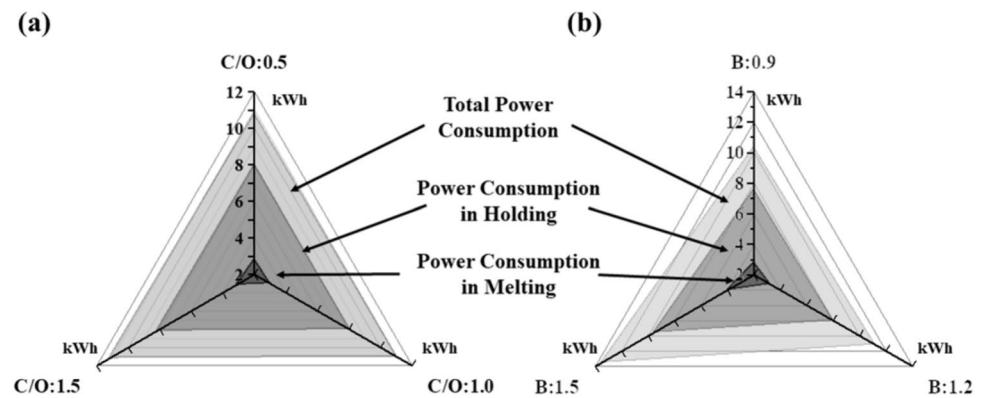 (a)
(b)
C/O:0.5
B:0.9
12
kWh
10
8
6
4
2
14
kWh
12
10
8
6
4
2
Total Power
Consumption
Power Consumption
in Holding
Power Consumption
in Melting
kWh
kWh
kWh
kWh
C/O:1.5
C/O:1.0
B:1.5
B:1.2